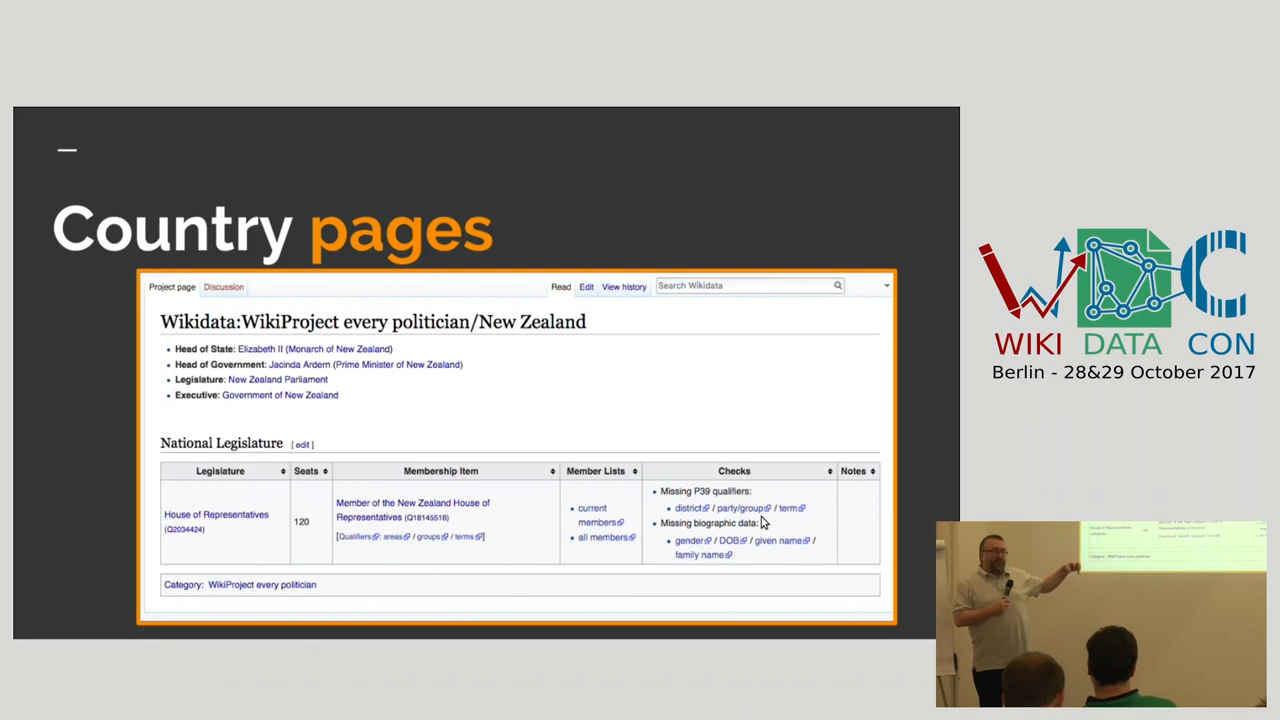 Country pages
Project page Discussion Read Edit View history Search Wikidata
Wikidata:WikiProject every politician/New Zealand
Head of State: Elizabeth II (Monarch of New Zealand)
Head of Government: Jacinda Ardern (Prime Minister of New Zealand)
Legislature: New Zealand Parliament
Executive: Government of New Zealand
National Legislature [ edit ]
Legislature Seats Membership Item Member Lists Checks Notes
House of Representatives
(Q2034424)
120
Member of the New Zealand House of
Representatives (Q18145518)
[Qualifiers: areas / groups / terms]
current
members
all members
Missing P39 qualifiers:
district / party/group / term
Missing biographic data:
gender / DOB / given name /
family name
Category: WikiProject every politician
WDC
WIKI DATA CON
Berlin - 28&29 October 2017